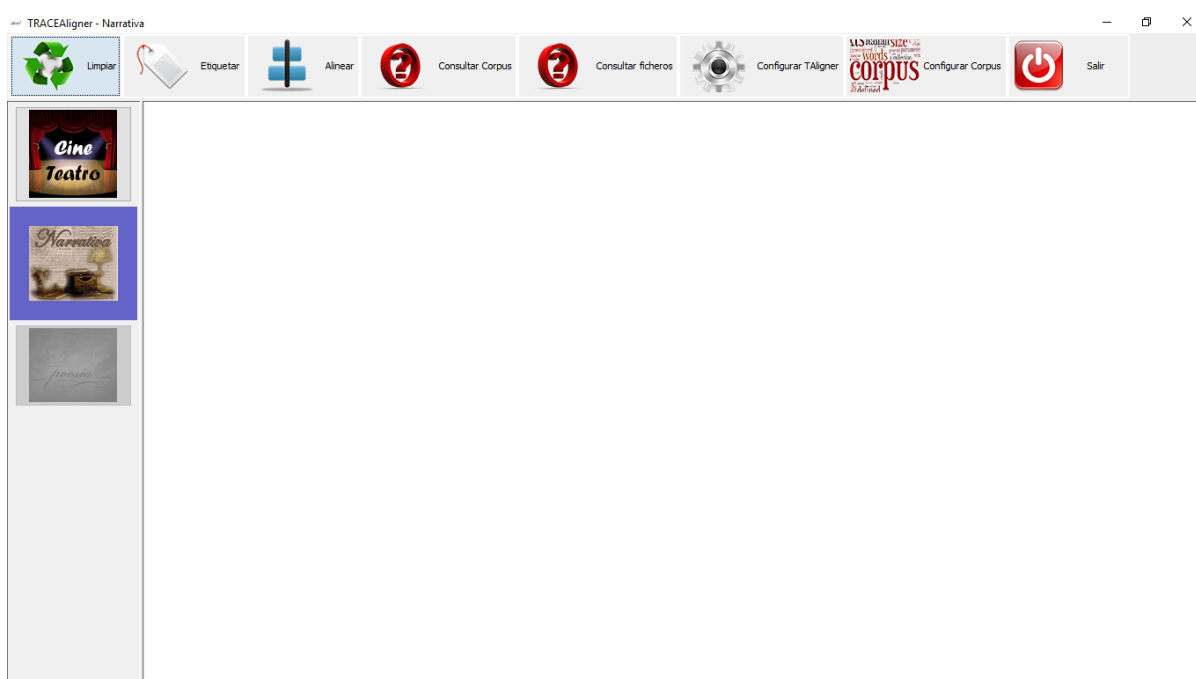 TRACEAligner - Narrativa
Limpiar
Etiquetar
Alinear
Consultar Corpus
Consultar ficheros
Configurar TAligner
size
words
corpus
defined
Configurar Corpus
Salir
Cine
Teatro
Narrativa
poesía